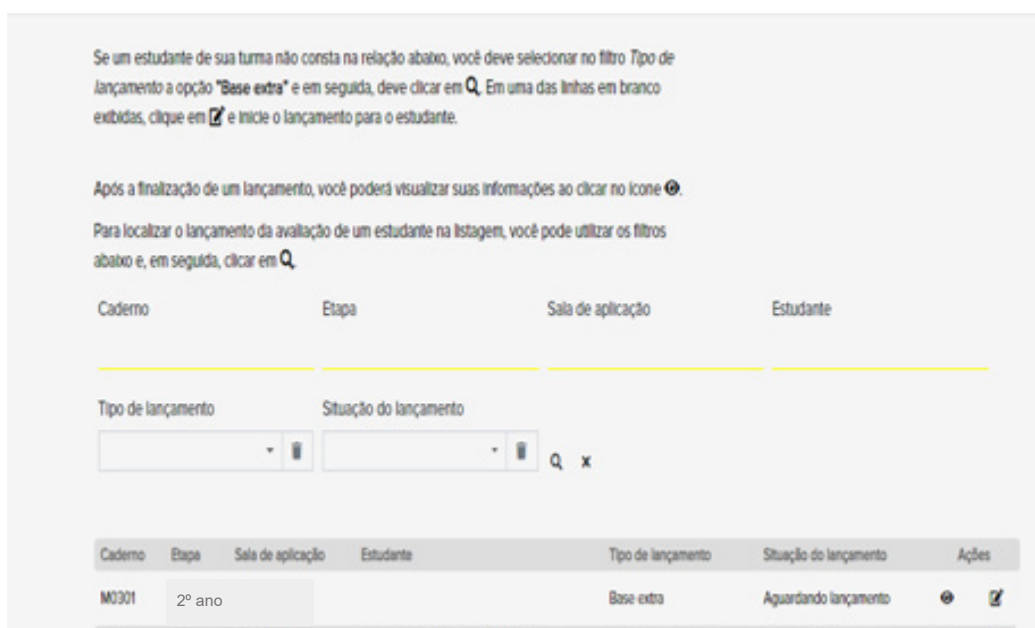 Se um estudante de sua turma não consta na relação abaixo, você deve selecionar no filtro Tipo de
lançamento a opção "Base extra" e em seguida, deve clicar em. Em uma das linhas em branco
exibidas, clique em e inicie o lançamento para o estudante.
Após a finalização de um lançamento, você poderá visualizar suas informações ao clicar no ícone.
Para localizar o lançamento da avaliação de um estudante na listagem, você pode utilizar os filtros
abaixo e, em seguida, clicar em.
Caderno Etapa Sala de aplicação Estudante
Tipo de lançamento Situação do lançamento
x
Caderno Etapa Sala de aplicação Estudante Tipo de lançamento Situação do lançamento Ações
M0301 2º ano Base extra Aguardando lançamento